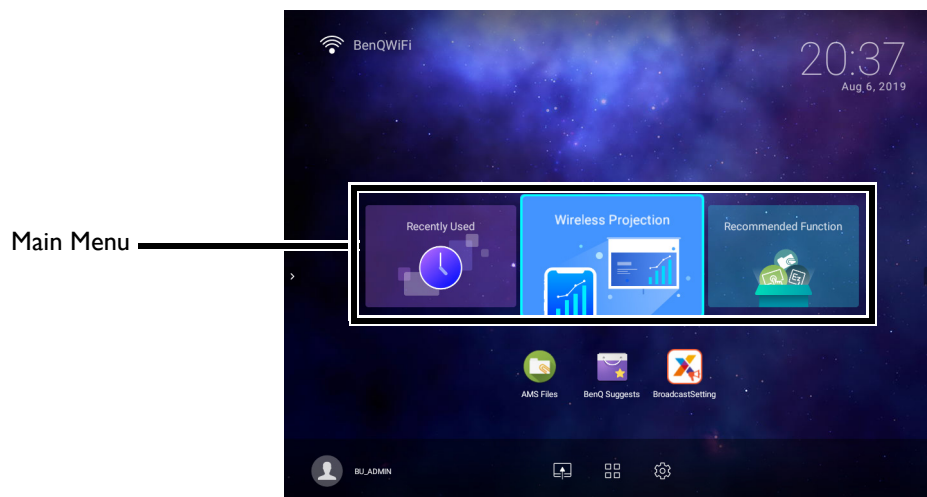 BenQWiFi
20:37
Aug 6, 2019
Main Menu
Recently Used
Wireless Projection
Recommended Function
AMS Files
BenQ Suggests
BroadcastSetting
BU_ADMIN